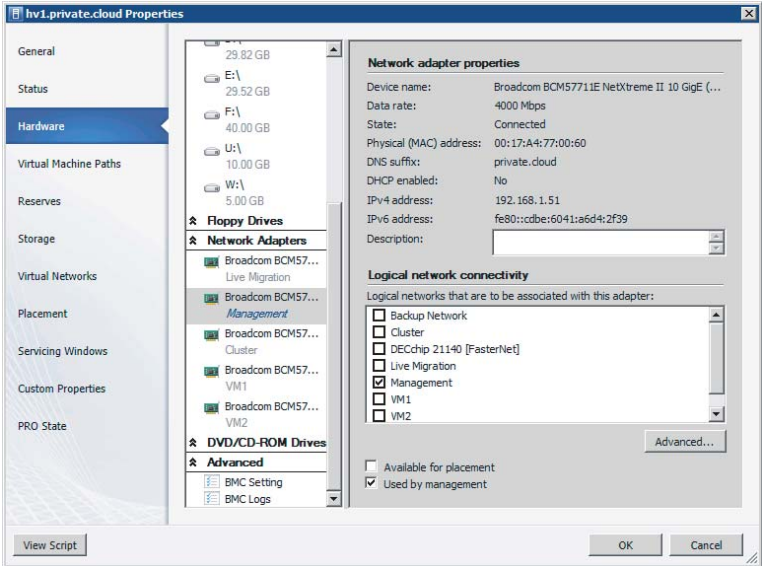 hv1.private.cloud Properties
General
Status
Hardware
Virtual Machine Paths
Reserves
Storage
Virtual Networks
Placement
Servicing Windows
Custom Properties
PRO State
29.82 GB
E:\
29.52 GB
F:\
40.00 GB
U:\
10.00 GB
W:\
5.00 GB
Floppy Drives
Network Adapters
Broadcom BCM57...
Live Migration
Broadcom BCM57...
Management
Broadcom BCM57...
Cluster
Broadcom BCM57...
VM1
Broadcom BCM57...
VM2
DVD/CD-ROM Drives
Advanced
BMC Setting
BMC Logs
Network adapter properties
Device name: Broadcom BCM57711E NetXtreme II 10 GigE (...
Data rate: 4000 Mbps
State: Connected
Physical (MAC) address: 00:17:A4:77:00:60
DNS suffix: private.cloud
DHCP enabled: No
IPv4 address: 192.168.1.51
IPv6 address: fe80::cdbe:6041:a6d4:2f39
Description:
Logical network connectivity
Logical networks that are to be associated with this adapter:
Backup Network
Cluster
DECchip 21140 [FasterNet]
Live Migration
Management
VM1
VM2
Advanced...
Available for placement
Used by management
View Script
OK
Cancel